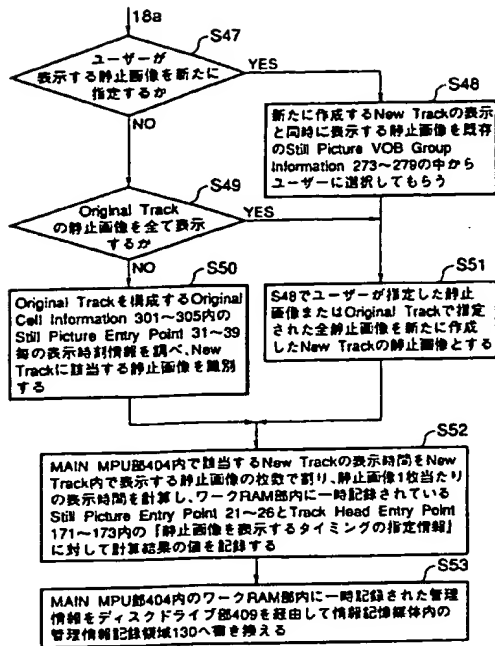 18a
S47
ユーザーが
表示する静止画像を新たに
指定するか
YES
NO
S48
新たに作成するNew Trackの表示
と同時に表示する静止画像を既存
のStill Picture VOB Group
Information 273~279の中から
ユーザーに選択してもらう
S49
Original Track
の静止画像を全て表示
するか
YES
NO
S50
Original Trackを構成するOriginal
Cell Information 301~305内の
Still Picture Entry Point 31~39
毎の表示時刻情報を調べ、New
Trackに該当する静止画像を識別
する
S51
S48でユーザーが指定した静止
画像またはOriginal Trackで指定
された全静止画像を新たに作成
したNew Trackの静止画像とする
S52
MAIN MPU部404内で該当するNew Trackの表示時間をNew
Track内で表示する静止画像の枚数で割り、静止画像1枚当たり
の表示時間を計算し、ワークRAM部内に一時記録されている
Still Picture Entry Point 21~26とTrack Head Entry Point
171~173内の『静止画像を表示するタイミングの指定情報』
に対して計算結果の値を記録する
S53
MAIN MPU部404内のワークRAM部内に一時記録された管理
情報をディスクドライブ部409を経由して情報記憶媒体内の
管理情報記録領域130へ書き換える